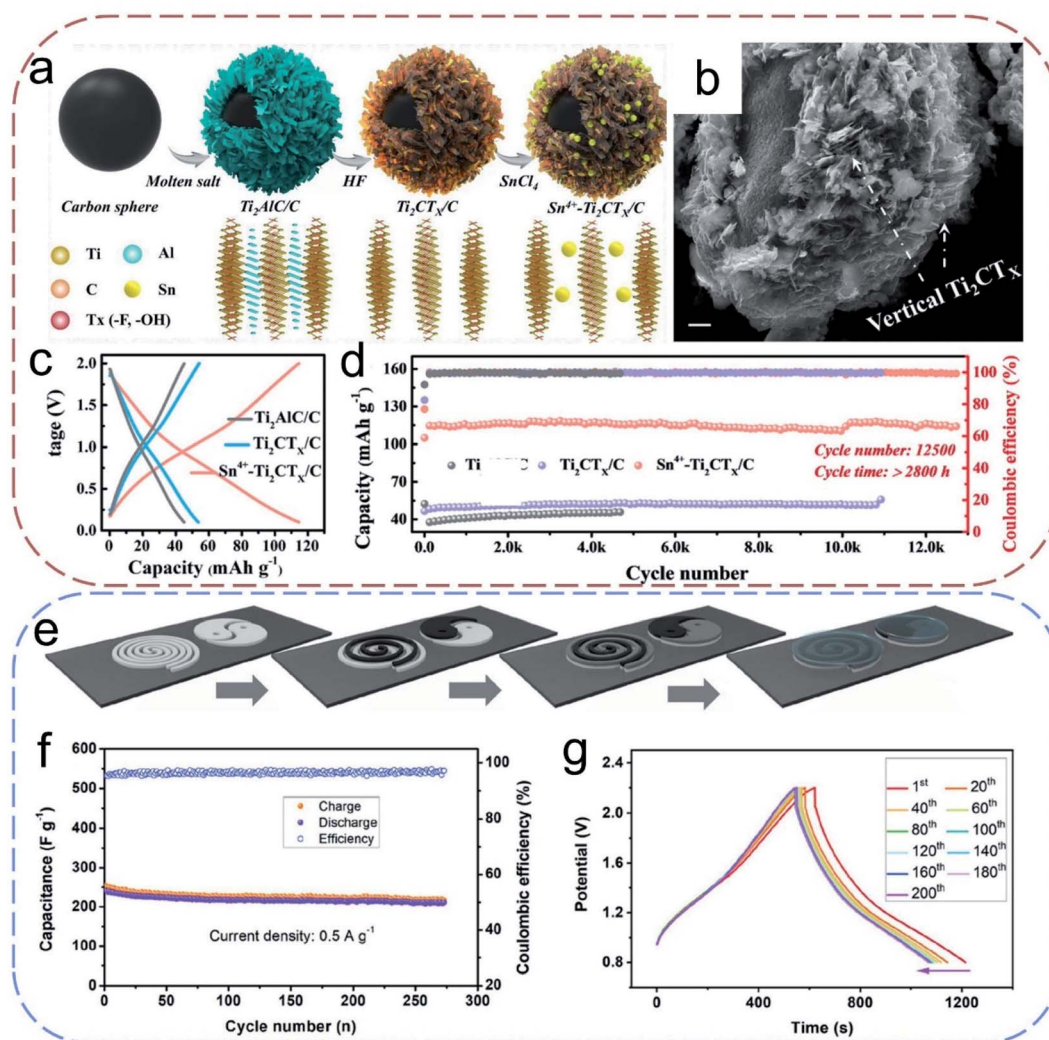 a
Molten salt
HF
SnCl₄
Carbon sphere
Ti₂AlC/C
Ti₂CTₓ/C
Sn⁴⁺-Ti₂CTₓ/C
Ti
Al
C
Sn
Tx (-F, -OH)
b
Vertical Ti₂CTₓ
c
tage (V)
2.0
1.5
1.0
0.5
0.0
Ti₂AlC/C
Ti₂CTₓ/C
Sn⁴⁺-Ti₂CTₓ/C
0 20 40 60 80 100 120
Capacity (mAh g⁻¹)
d
Capacity (mAh g⁻¹)
160
130
100
70
40
Ti
Ti₂CTₓ/C
Sn⁴⁺-Ti₂CTₓ/C
Cycle number: 12500
Cycle time: > 2800 h
0.0 2.0k 4.0k 6.0k 8.0k 10.0k 12.0k
Cycle number
100
80
60
40
20
0
Coulombic efficiency (%)
e
f
Capacitance (F g⁻¹)
600
550
500
300
200
100
0
Charge
Discharge
Efficiency
Current density: 0.5 A g⁻¹
0 50 100 150 200 250 300
Cycle number (n)
100
80
60
40
20
Coulombic efficiency (%)
g
Potential (V)
2.4
2.0
1.6
1.2
0.8
1ˢᵗ 20ᵗʰ
40ᵗʰ 60ᵗʰ
80ᵗʰ 100ᵗʰ
120ᵗʰ 140ᵗʰ
160ᵗʰ 180ᵗʰ
200ᵗʰ
0 400 800 1200
Time (s)